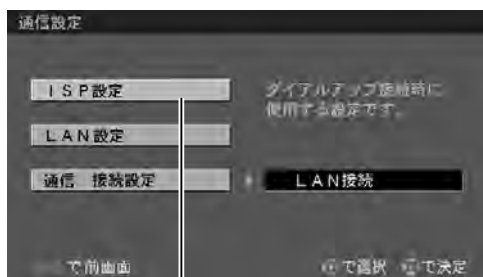 通信設定
ISP設定
ダイアルアップ接続時に
使用する設定です。
LAN設定
通信 接続設定
LAN接続
で前画面
で選択 で決定